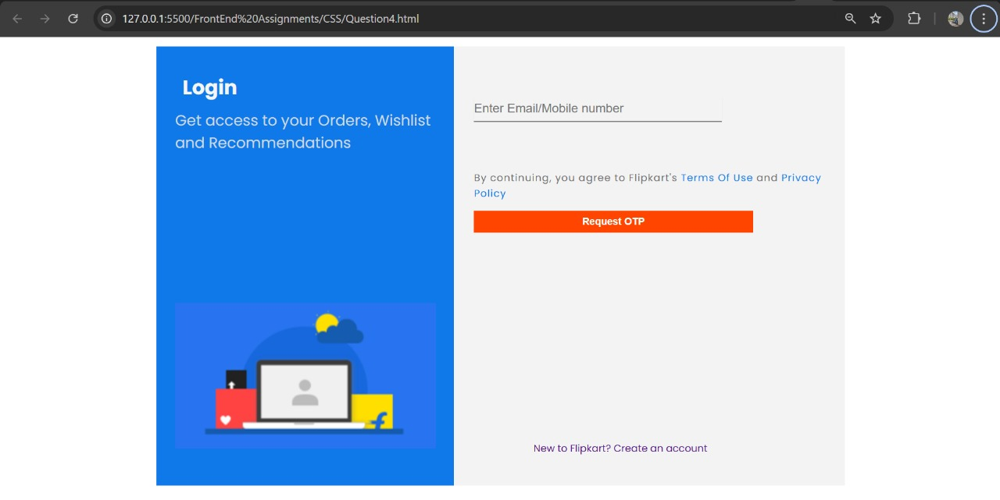 127.0.0.1:5500/FrontEnd%20Assignments/CSS/Question4.html
Login
Get access to your Orders, Wishlist
and Recommendations
Enter Email/Mobile number
By continuing, you agree to Flipkart's Terms Of Use and Privacy
Policy
Request OTP
New to Flipkart? Create an account